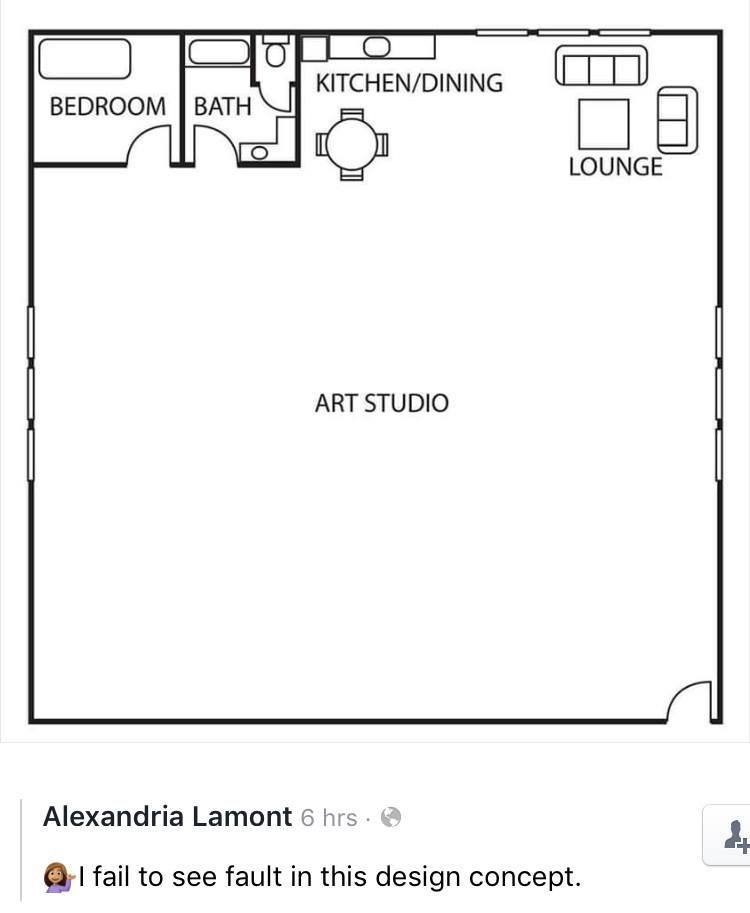 BEDROOM
BATH
KITCHEN/DINING
LOUNGE
ART STUDIO
Alexandria Lamont 6 hrs ·
💁🏽I fail to see fault in this design concept.